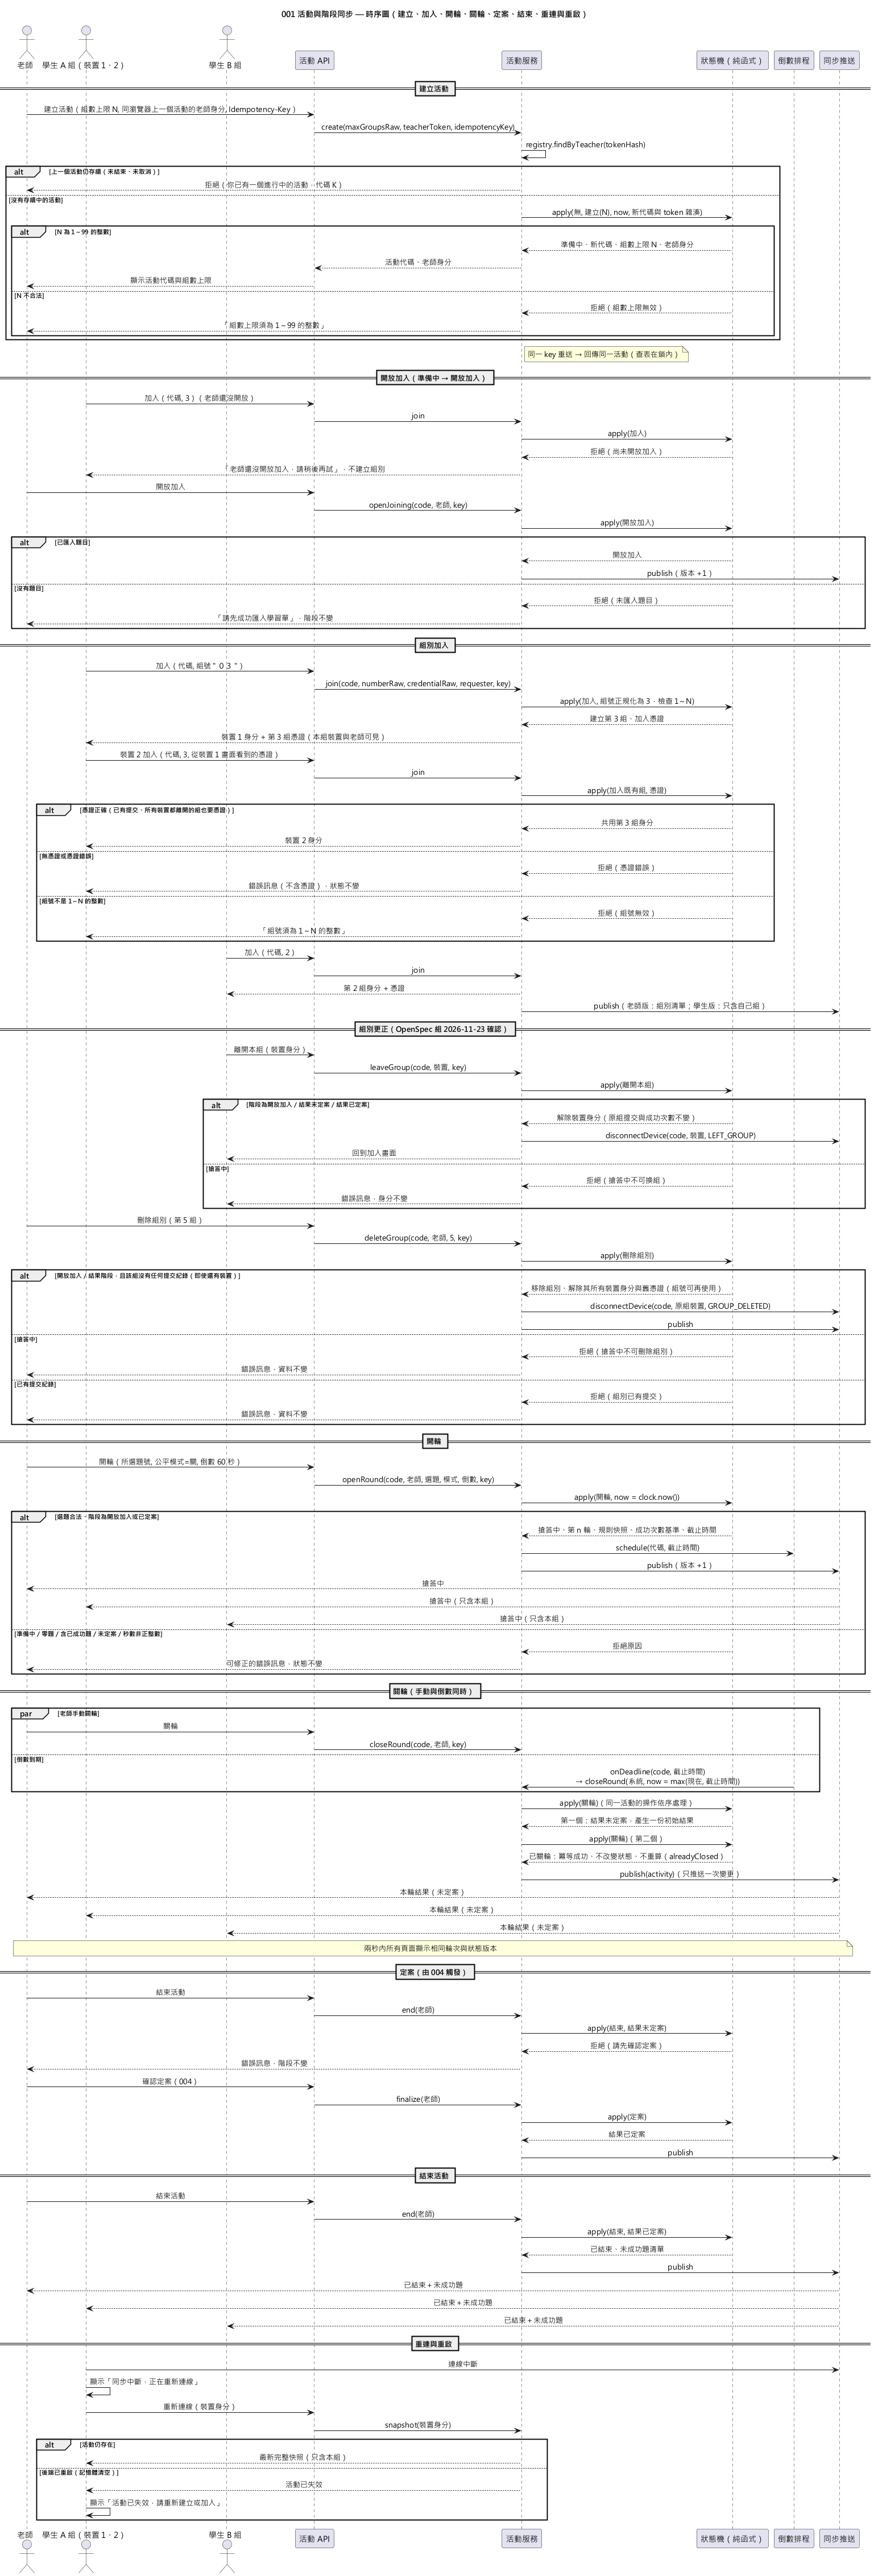 001 活動與階段同步 — 時序圖（建立、加入、開輪、關輪、定案、結束、重連與重啟）
老師
學生 A 組（裝置 1、2）
學生 B 組
活動 API
活動服務
狀態機（純函式）
倒數排程
同步推送
建立活動
建立活動（組數上限 N, 同瀏覽器上一個活動的老師身分, Idempotency-Key）
create(maxGroupsRaw, teacherToken, idempotencyKey)
registry.findByTeacher(tokenHash)
alt [上一個活動仍存續（未結束、未取消）]
拒絕（你已有一個進行中的活動，代碼 K）
[沒有存續中的活動]
apply(無, 建立(N), now, 新代碼與 token 雜湊)
alt [N 為 1～99 的整數]
準備中、新代碼、組數上限 N、老師身分
活動代碼、老師身分
顯示活動代碼與組數上限
[N 不合法]
拒絕（組數上限無效）
「組數上限須為 1～99 的整數」
同一 key 重送 → 回傳同一活動（查表在鎖內）
開放加入（準備中 → 開放加入）
加入（代碼, 3）（老師還沒開放）
join
apply(加入)
拒絕（尚未開放加入）
「老師還沒開放加入，請稍後再試」，不建立組別
開放加入
openJoining(code, 老師, key)
apply(開放加入)
alt [已匯入題目]
開放加入
publish（版本 +1）
[沒有題目]
拒絕（未匯入題目）
「請先成功匯入學習單」，階段不變
組別加入
加入（代碼, 組號 " ０３ "）
join(code, numberRaw, credentialRaw, requester, key)
apply(加入, 組號正規化為 3，檢查 1～N)
建立第 3 組、加入憑證
裝置 1 身分 + 第 3 組憑證（本組裝置與老師可見）
裝置 2 加入（代碼, 3, 從裝置 1 畫面看到的憑證）
join
apply(加入既有組, 憑證)
alt [憑證正確（已有提交、所有裝置都離開的組也要憑證）]
共用第 3 組身分
裝置 2 身分
[無憑證或憑證錯誤]
拒絕（憑證錯誤）
錯誤訊息（不含憑證），狀態不變
[組號不是 1～N 的整數]
拒絕（組號無效）
「組號須為 1～N 的整數」
加入（代碼, 2）
join
第 2 組身分 + 憑證
publish（老師版：組別清單；學生版：只含自己組）
組別更正（OpenSpec 組 2026-11-23 確認）
離開本組（裝置身分）
leaveGroup(code, 裝置, key)
apply(離開本組)
alt [階段為開放加入 / 結果未定案 / 結果已定案]
解除裝置身分（原組提交與成功次數不變）
disconnectDevice(code, 裝置, LEFT_GROUP)
回到加入畫面
[搶答中]
拒絕（搶答中不可換組）
錯誤訊息，身分不變
刪除組別（第 5 組）
deleteGroup(code, 老師, 5, key)
apply(刪除組別)
alt [開放加入 / 結果階段，且該組沒有任何提交紀錄（即使還有裝置）]
移除組別、解除其所有裝置身分與舊憑證（組號可再使用）
disconnectDevice(code, 原組裝置, GROUP_DELETED)
publish
[搶答中]
拒絕（搶答中不可刪除組別）
錯誤訊息，資料不變
[已有提交紀錄]
拒絕（組別已有提交）
錯誤訊息，資料不變
開輪
開輪（所選題號, 公平模式=關, 倒數 60 秒）
openRound(code, 老師, 選題, 模式, 倒數, key)
apply(開輪, now = clock.now())
alt [選題合法、階段為開放加入或已定案]
搶答中、第 n 輪、規則快照、成功次數基準、截止時間
schedule(代碼, 截止時間)
publish（版本 +1）
搶答中
搶答中（只含本組）
搶答中（只含本組）
[準備中 / 零題 / 含已成功題 / 未定案 / 秒數非正整數]
拒絕原因
可修正的錯誤訊息，狀態不變
關輪（手動與倒數同時）
par [老師手動關輪]
關輪
closeRound(code, 老師, key)
[倒數到期]
onDeadline(code, 截止時間)
→ closeRound(系統, now = max(現在, 截止時間))
apply(關輪)（同一活動的操作依序處理）
第一個：結果未定案，產生一份初始結果
apply(關輪)（第二個）
已關輪：冪等成功、不改變狀態、不重算（alreadyClosed）
publish(activity)（只推送一次變更）
本輪結果（未定案）
本輪結果（未定案）
本輪結果（未定案）
兩秒內所有頁面顯示相同輪次與狀態版本
定案（由 004 觸發）
結束活動
end(老師)
apply(結束, 結果未定案)
拒絕（請先確認定案）
錯誤訊息，階段不變
確認定案（004）
finalize(老師)
apply(定案)
結果已定案
publish
結束活動
結束活動
end(老師)
apply(結束, 結果已定案)
已結束、未成功題清單
publish
已結束 + 未成功題
已結束 + 未成功題
已結束 + 未成功題
重連與重啟
連線中斷
顯示「同步中斷，正在重新連線」
重新連線（裝置身分）
snapshot(裝置身分)
alt [活動仍存在]
最新完整快照（只含本組）
[後端已重啟（記憶體清空）]
活動已失效
顯示「活動已失效，請重新建立或加入」
老師
學生 A 組（裝置 1、2）
學生 B 組
活動 API
活動服務
狀態機（純函式）
倒數排程
同步推送